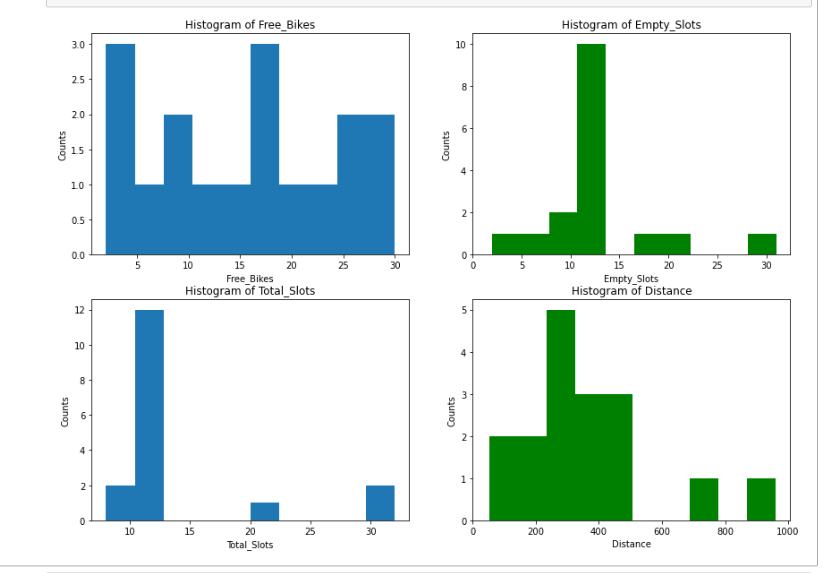 Histogram of Free_Bikes
Counts
3.0
2.5
2.0
1.5
1.0
0.5
0.0
5 10 15 20 25 30
Free_Bikes
Histogram of Empty_Slots
Counts
10
8
6
4
2
0
0 5 10 15 20 25 30
Empty_Slots
Histogram of Total_Slots
Counts
12
10
8
6
4
2
0
10 15 20 25 30
Total_Slots
Histogram of Distance
Counts
5
4
3
2
1
0
0 200 400 600 800 1000
Distance